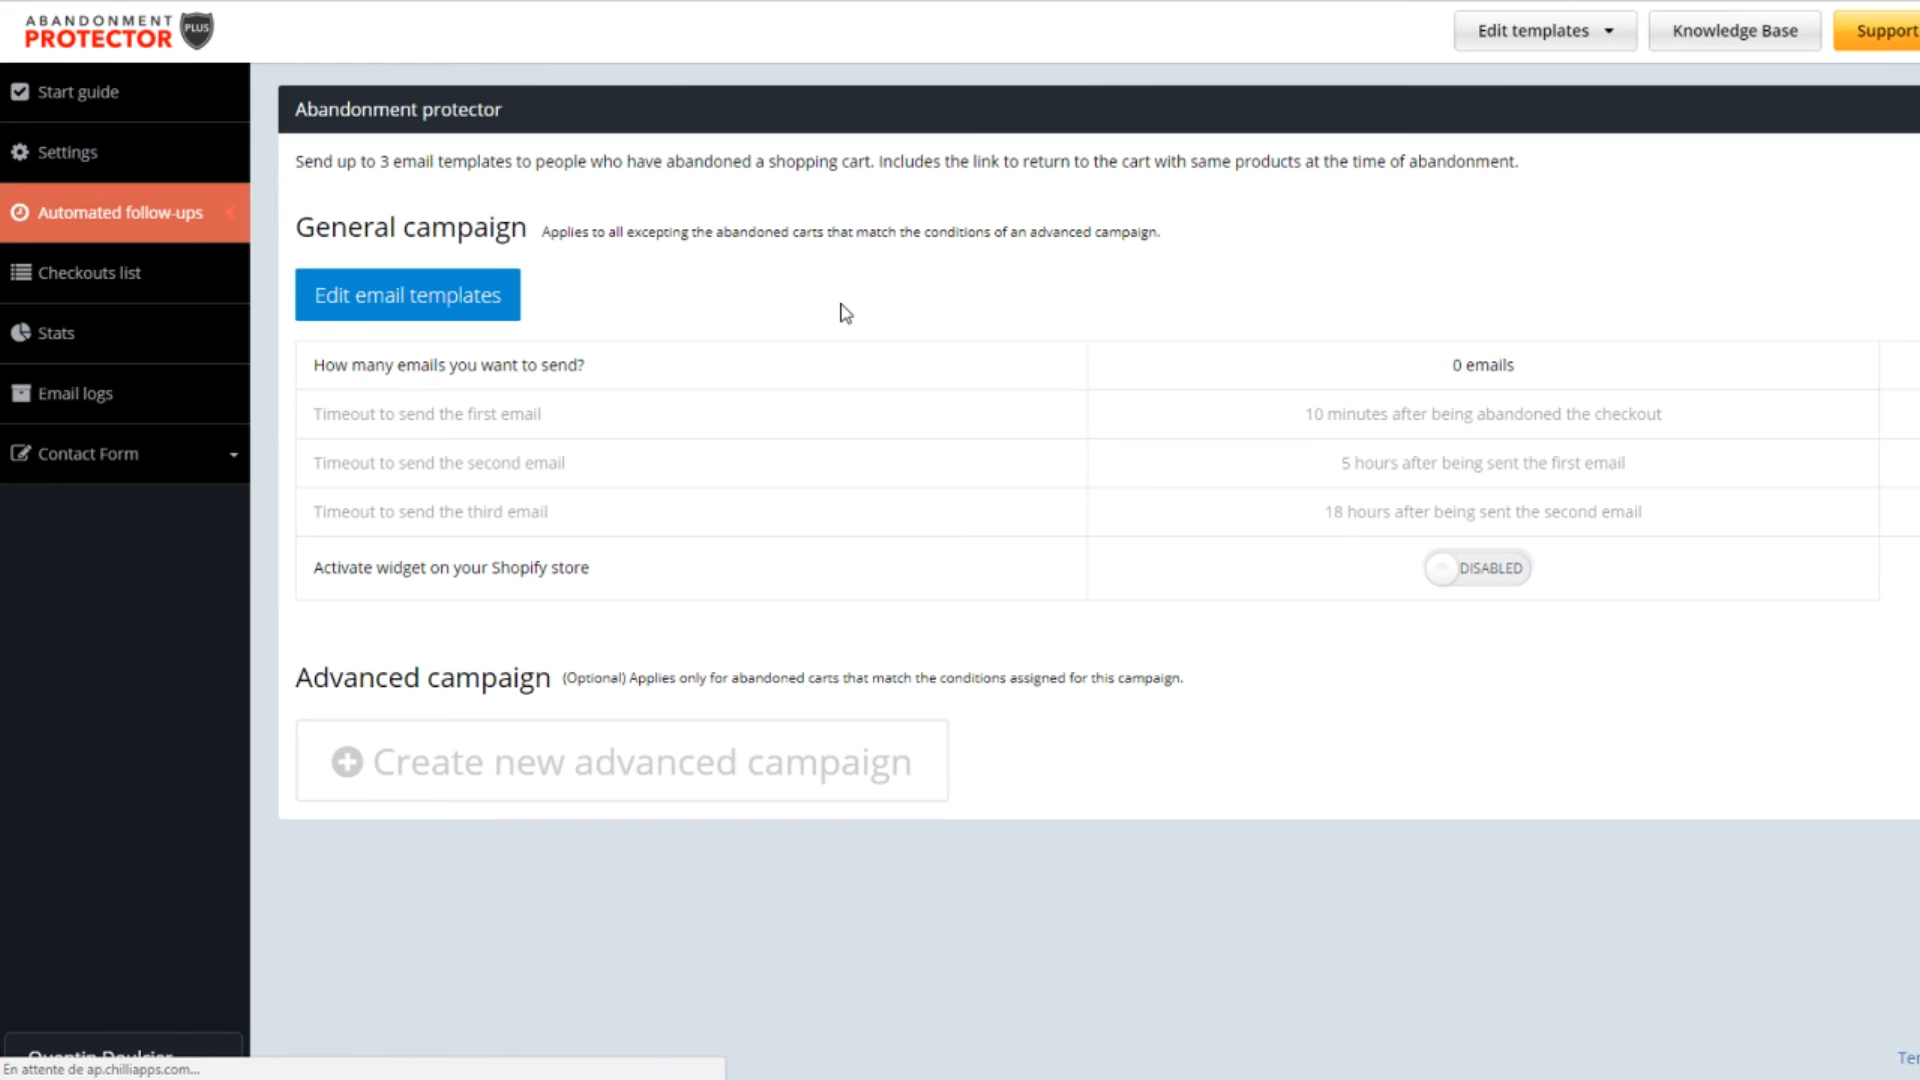 ABANDONMENT
PROTECTOR PLUS
Edit templates
Knowledge Base
Support
Start guide
Settings
Automated follow-ups
Checkouts list
Stats
Email logs
Contact Form
Abandonment protector
Send up to 3 email templates to people who have abandoned a shopping cart. Includes the link to return to the cart with same products at the time of abandonment.
General campaign Applies to all excepting the abandoned carts that match the conditions of an advanced campaign.
Edit email templates
How many emails you want to send? 0 emails
Timeout to send the first email 10 minutes after being abandoned the checkout
Timeout to send the second email 5 hours after being sent the first email
Timeout to send the third email 18 hours after being sent the second email
Activate widget on your Shopify store DISABLED
Advanced campaign (Optional) Applies only for abandoned carts that match the conditions assigned for this campaign.
Create new advanced campaign
En attente de ap.chilliapps.com...